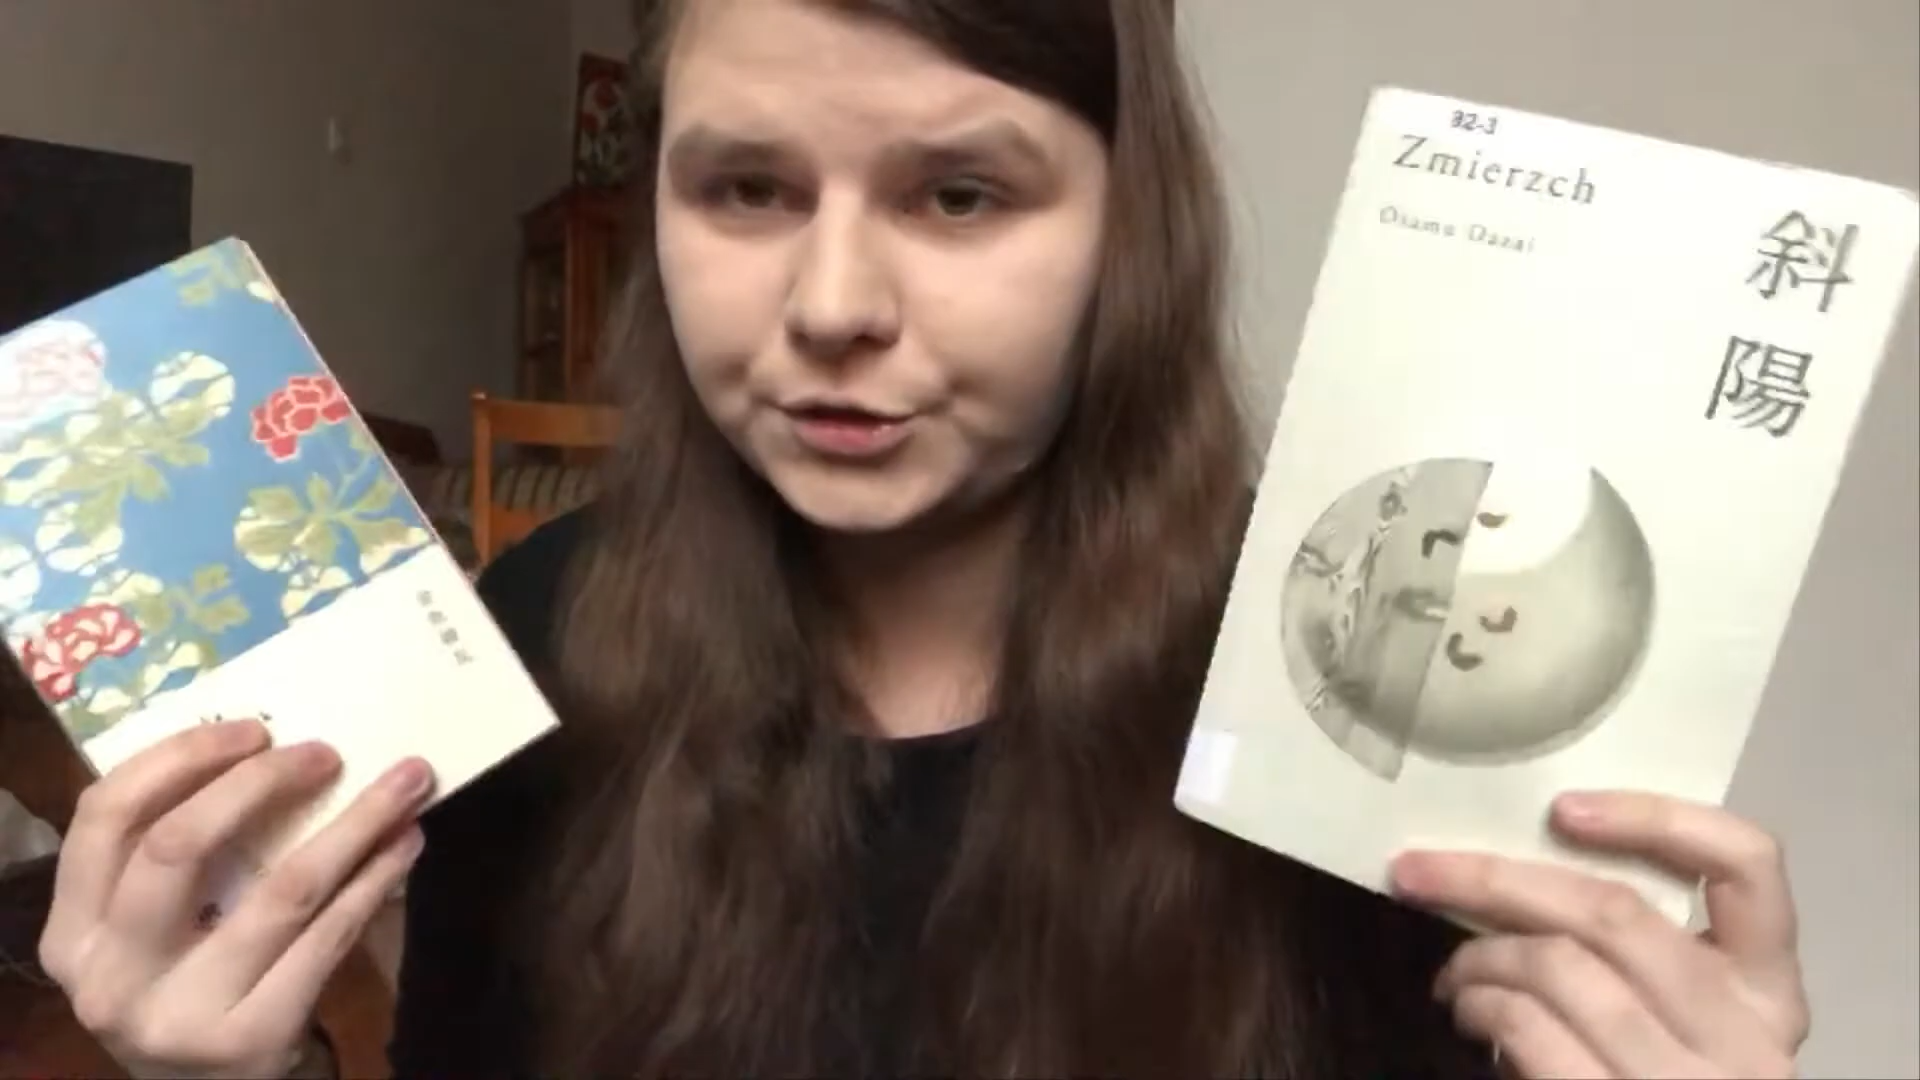 32-3
Zmierzch
Osamu Dazai
斜陽